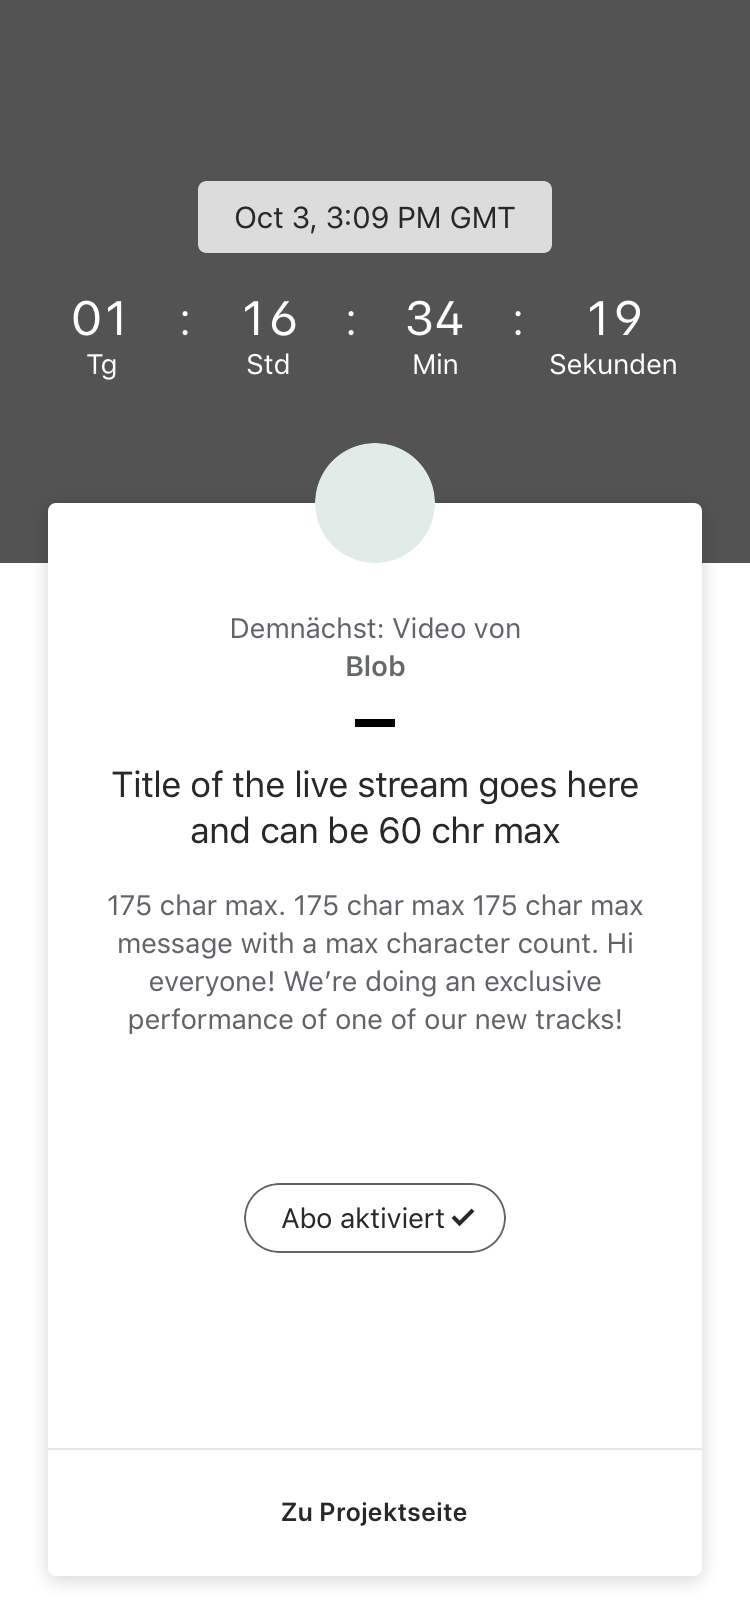 Oct 3, 3:09 PM GMT
01 : 16 : 34 : 19
Tg Std Min Sekunden
Demnächst: Video von
Blob
Title of the live stream goes here
and can be 60 chr max
175 char max. 175 char max 175 char max
message with a max character count. Hi
everyone! We’re doing an exclusive
performance of one of our new tracks!
Abo aktiviert ✓
Zu Projektseite